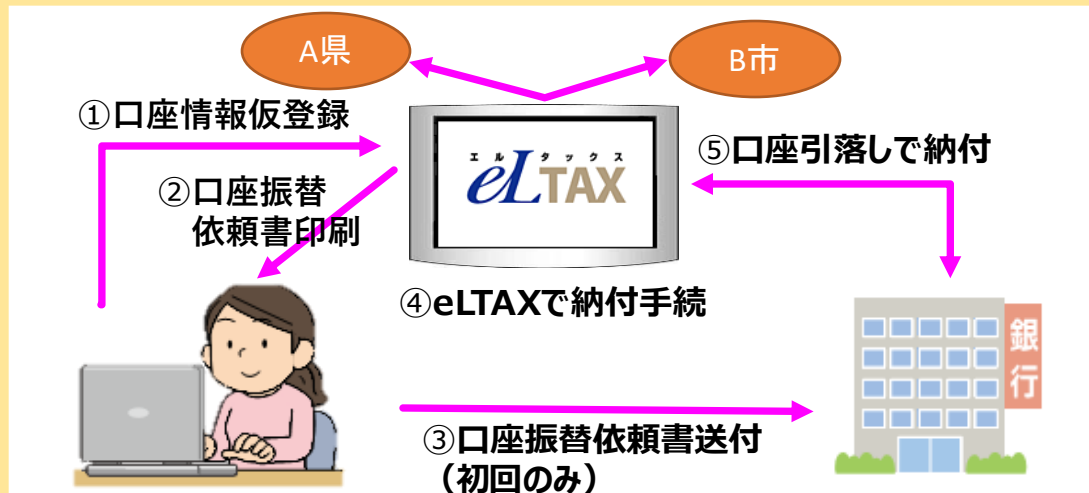 A県
B市
①口座情報仮登録
②口座振替
依頼書印刷
エルタックス
eLTAX
⑤口座引落しで納付
④eLTAXで納付手続
銀行
③口座振替依頼書送付
（初回のみ）